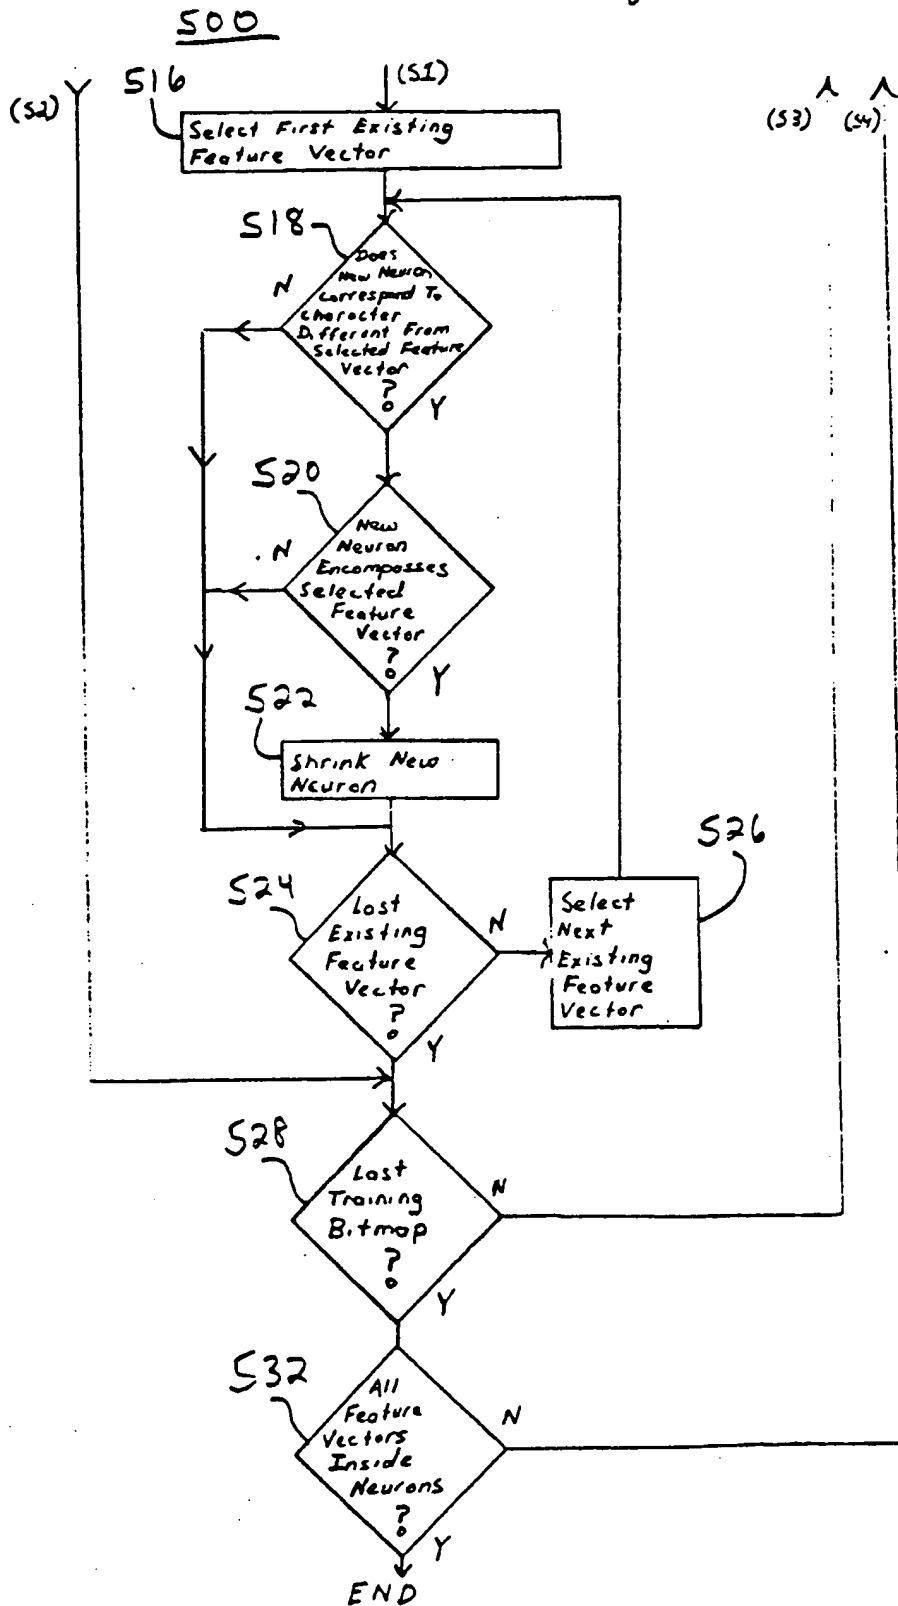 500
516
(S1)
(S2)
(S3)
(S4)
Select First Existing
Feature Vector
518
Does
New Neuron
Correspond To
Character
Different From
Selected Feature
Vector
?
N
Y
520
New
Neuron
Encompasses
Selected
Feature
Vector
?
N
Y
522
Shrink New
Neuron
524
Last
Existing
Feature
Vector
?
N
Y
526
Select
Next
Existing
Feature
Vector
528
Last
Training
Bitmap
?
N
Y
532
All
Feature
Vectors
Inside
Neurons
?
N
Y
END